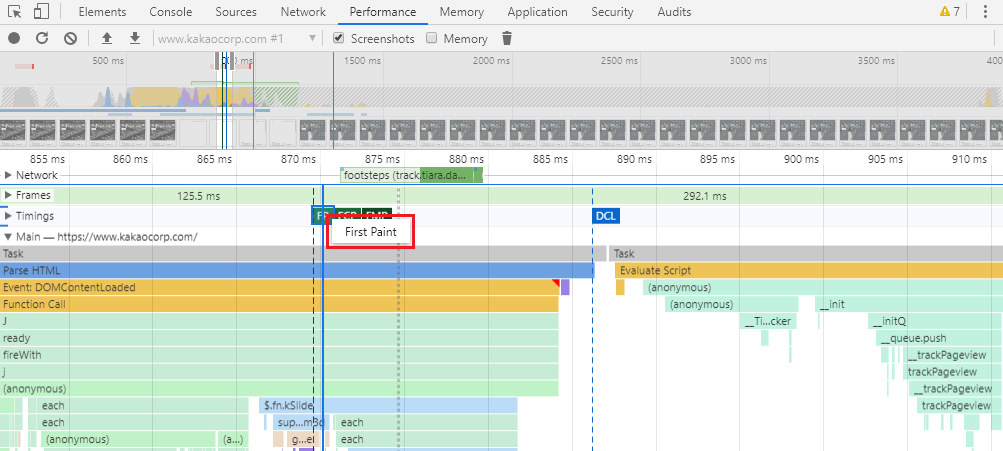 Elements Console Sources Network Performance Memory Application Security Audits 7
www.kakaocorp.com #1 Screenshots Memory
500 ms 000 ms 1500 ms 2000 ms 2500 ms 3000 ms 3500 ms 400
855 ms 860 ms 865 ms 870 ms 875 ms 880 ms 885 ms 890 ms 895 ms 900 ms 905 ms 910 ms
Network footsteps (track.tiara.da...
Frames 125.5 ms 292.1 ms
Timings FP FCP FMP DCL
First Paint
Main — https://www.kakaocorp.com/
Task Task
Parse HTML Evaluate Script
Event: DOMContentLoaded (anonymous)
Function Call (anonymous) __init
J __Ti...cker __initQ
ready __queue.push
fireWith __trackPageview
j trackPageview
(anonymous) __trackPageview
each $.fn.kSlide trackPageview
each sup...m3d each
(anonymous) (a...) g...el each